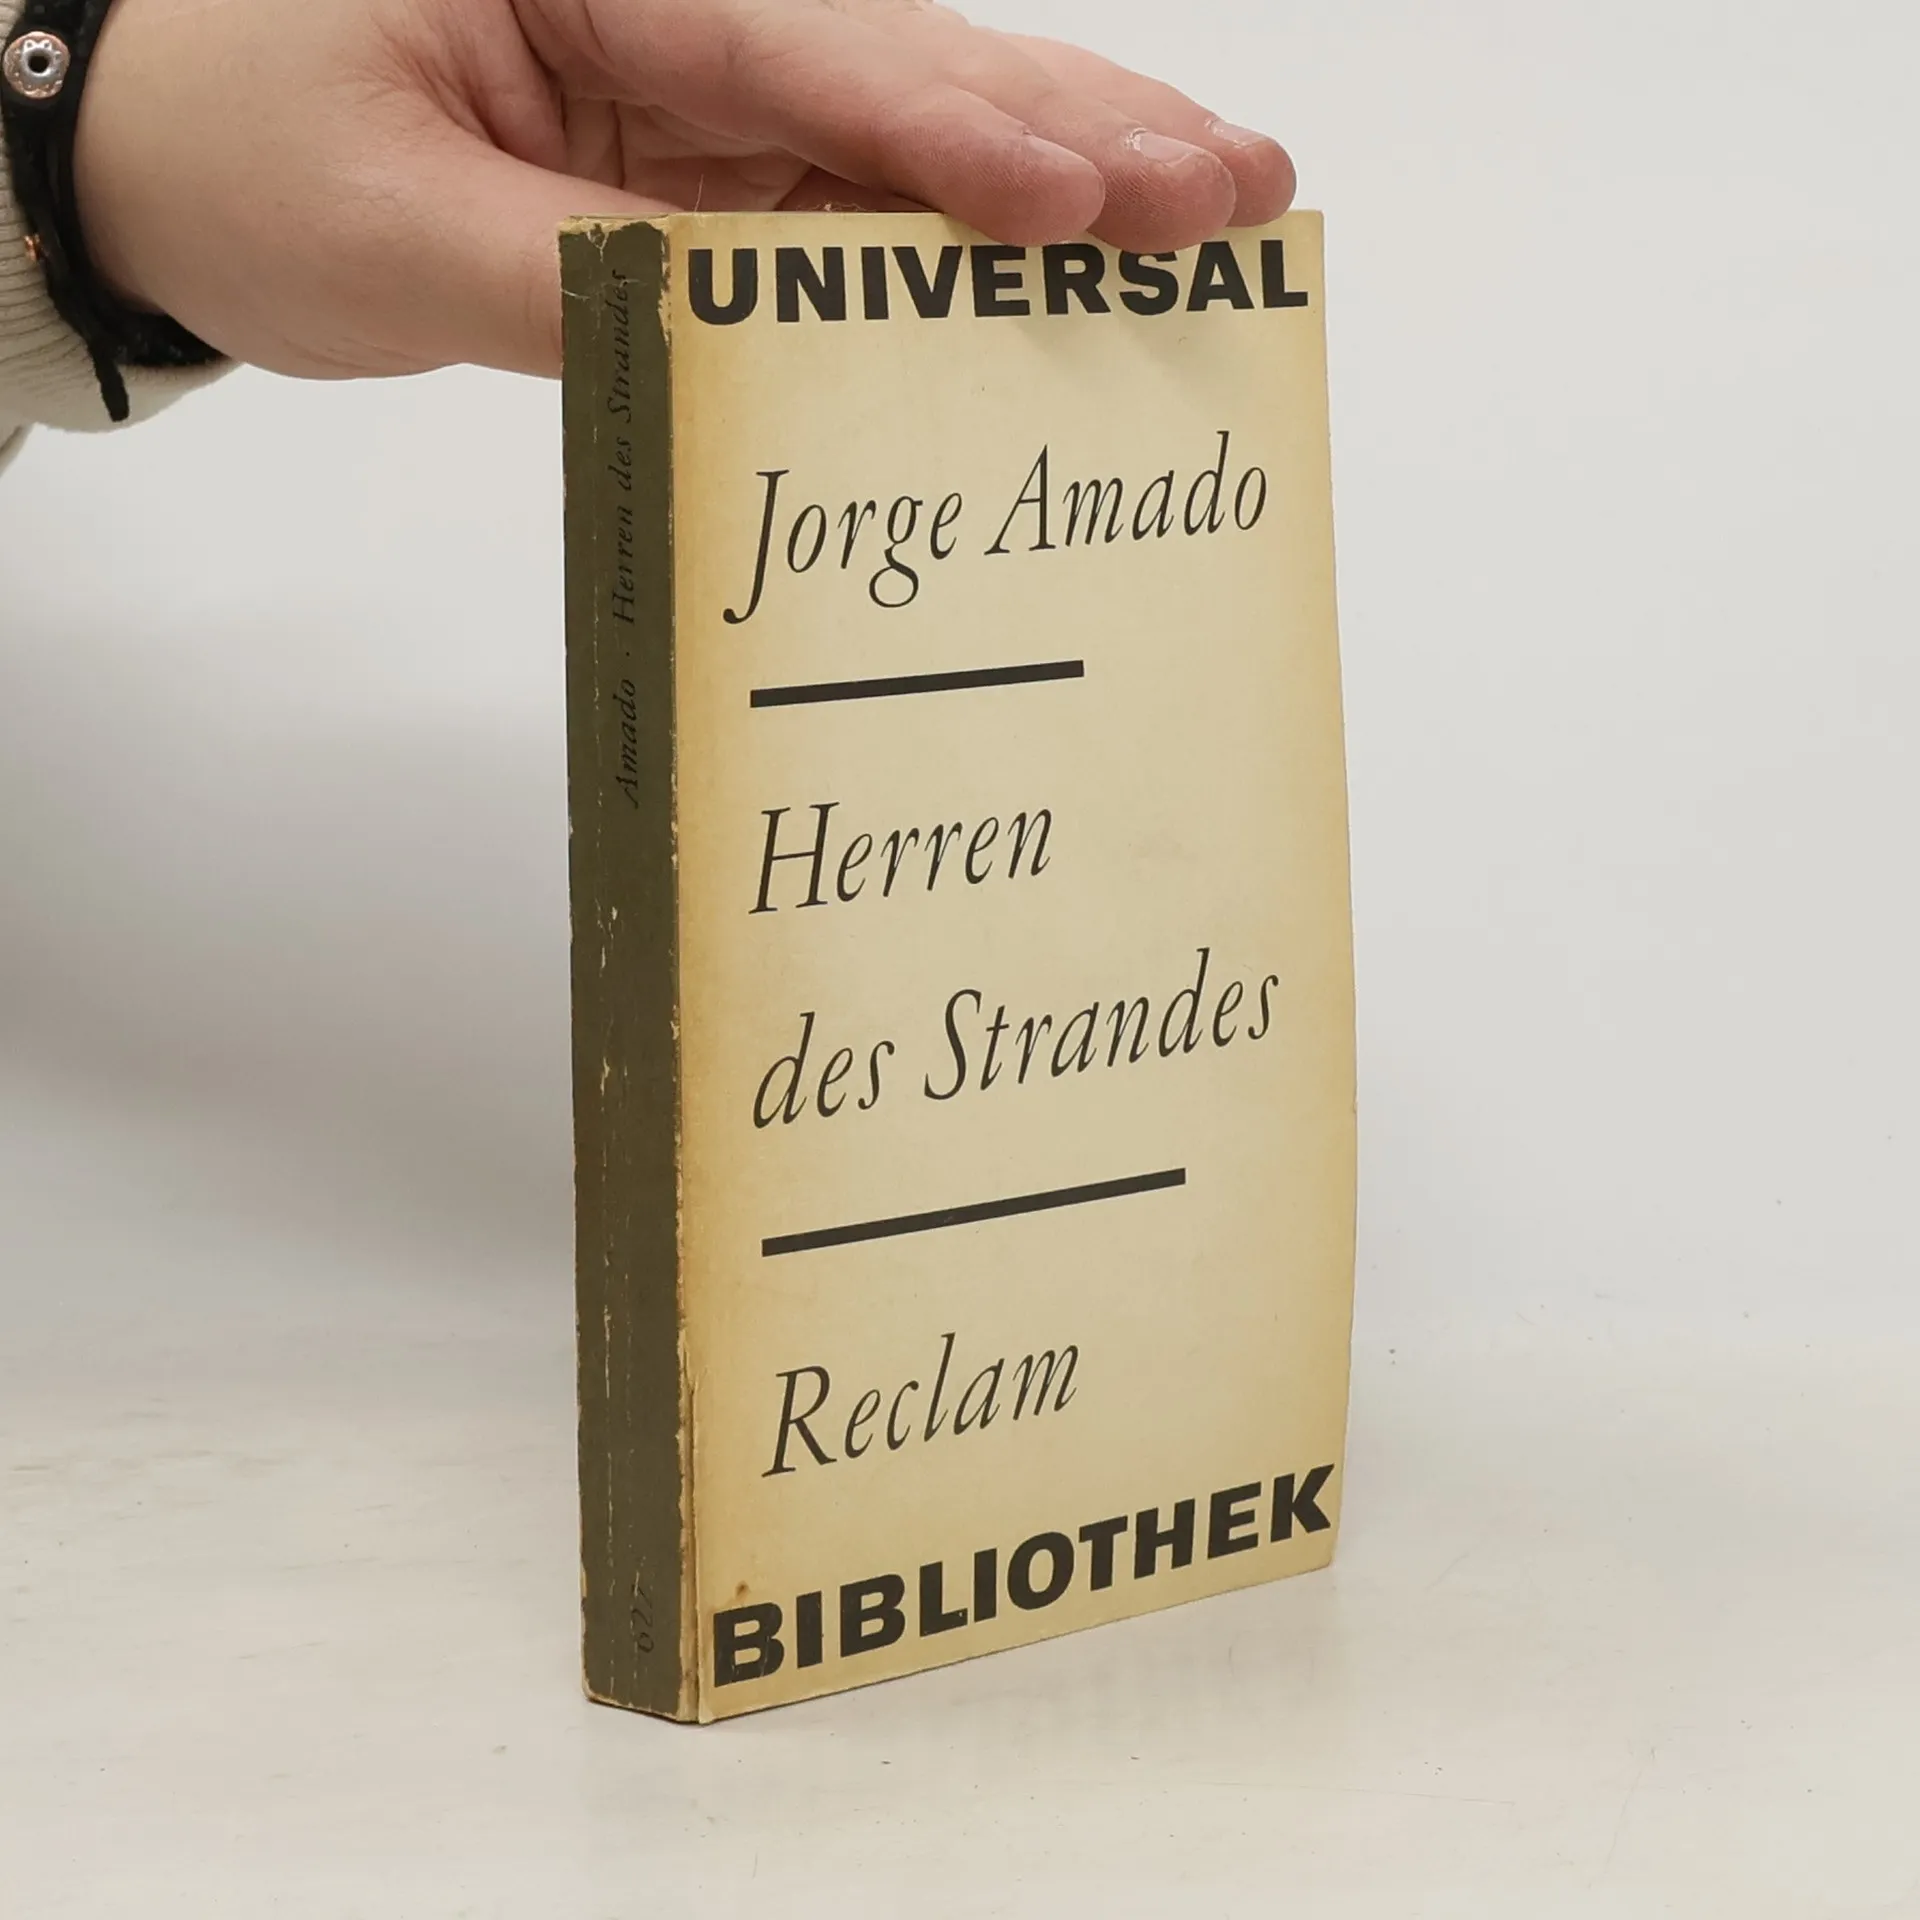 UNIVERSAL
Jorge Amado
Herren
des Strandes
Reclam
BIBLIOTHEK
Amado · Herren des Strandes
627